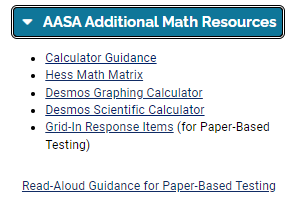 AASA Additional Math Resources
Calculator Guidance
Hess Math Matrix
Desmos Graphing Calculator
Desmos Scientific Calculator
Grid-In Response Items (for Paper-Based
Testing)
Read-Aloud Guidance for Paper-Based Testing